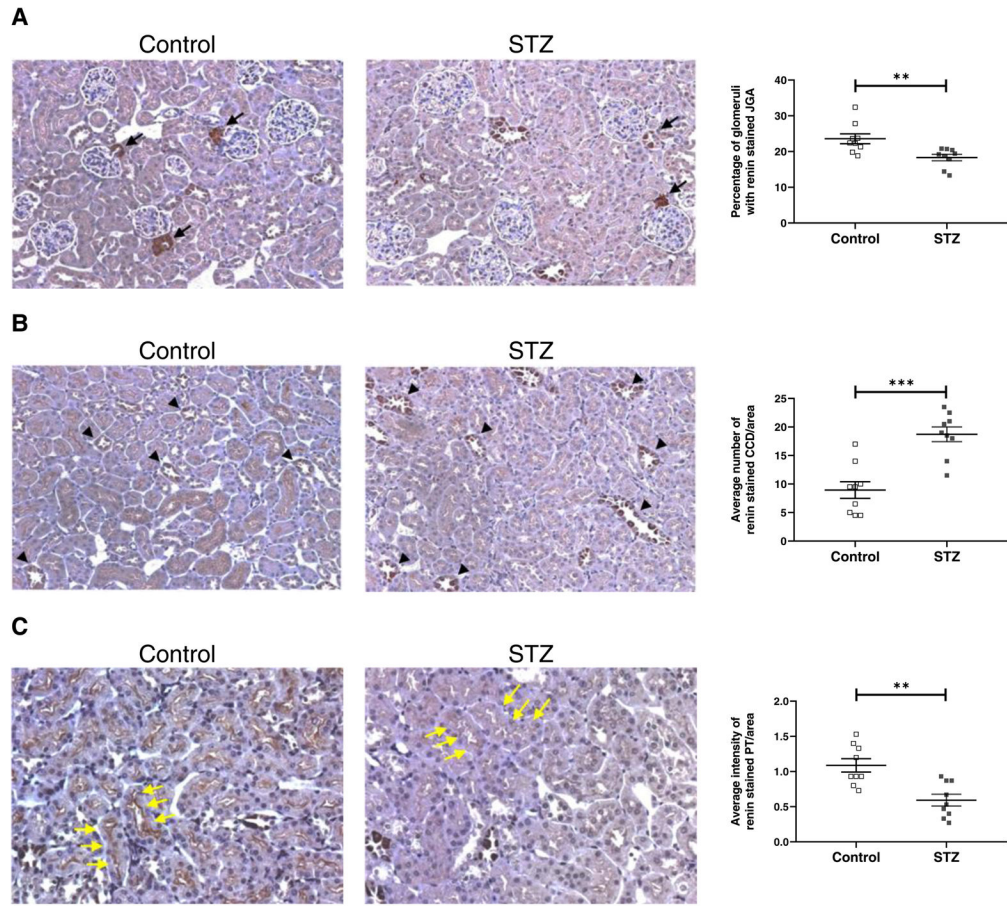 A
Control
STZ
Percentage of glomeruli
with renin stained JGA
40
30
20
10
0
**
Control
STZ
B
Control
STZ
Average number of
renin stained CCD/area
25
20
15
10
5
0
***
Control
STZ
C
Control
STZ
Average intensity of
renin stained PT/area
2.0
1.5
1.0
0.5
0.0
**
Control
STZ